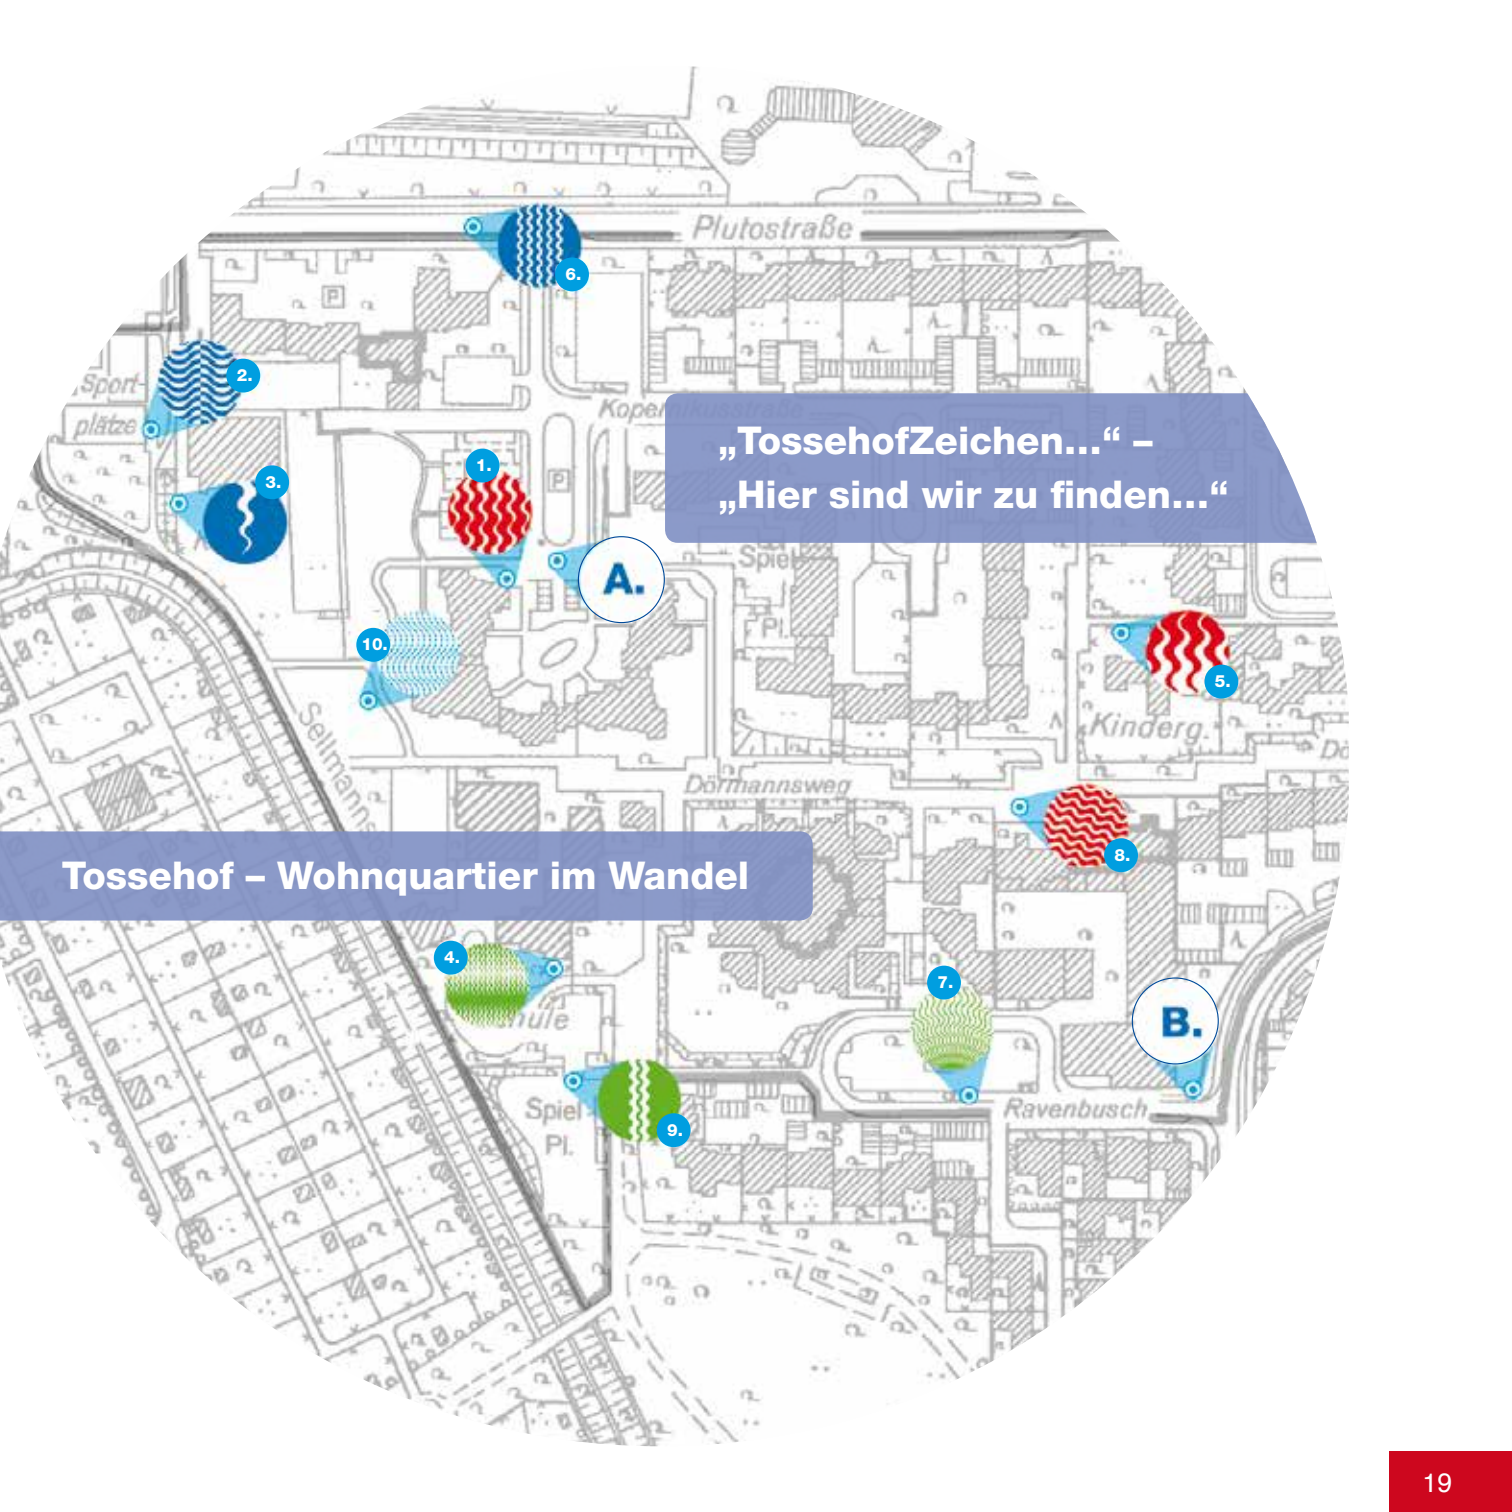 Plutostraße
6.
P
2.
Sport-
plätze
Kopernikusstraße
„TossehofZeichen...“ –
„Hier sind wir zu finden...“
1.
3.
P
A.
Spiel
Pl.
10.
5.
Kinderg.
Sellmanns
Dörmannsweg
8.
Tossehof – Wohnquartier im Wandel
4.
7.
B.
Spiel
Pl.
9.
Ravenbusch
19